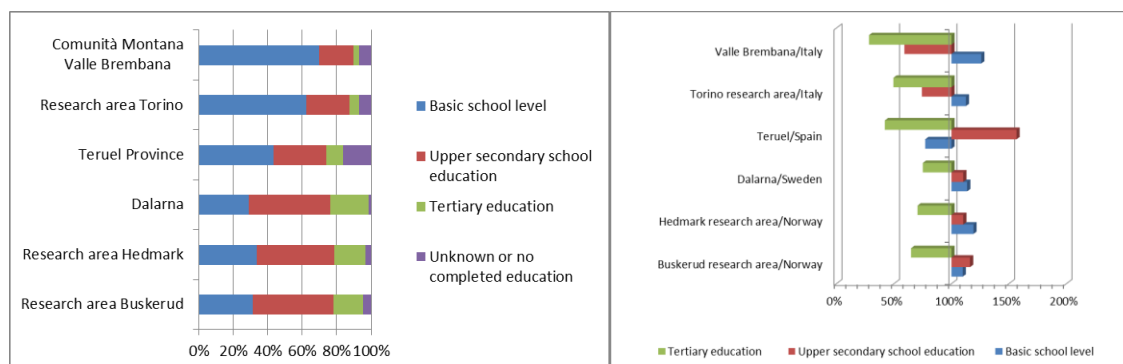 Comunità Montana
Valle Brembana
Research area Torino
Teruel Province
Dalarna
Research area Hedmark
Research area Buskerud
0% 20% 40% 60% 80% 100%
Basic school level
Upper secondary school
education
Tertiary education
Unknown or no
completed education
Valle Brembana/Italy
Torino research area/Italy
Teruel/Spain
Dalarna/Sweden
Hedmark research area/Norway
Buskerud research area/Norway
0% 50% 100% 150% 200%
Tertiary education Upper secondary school education Basic school level